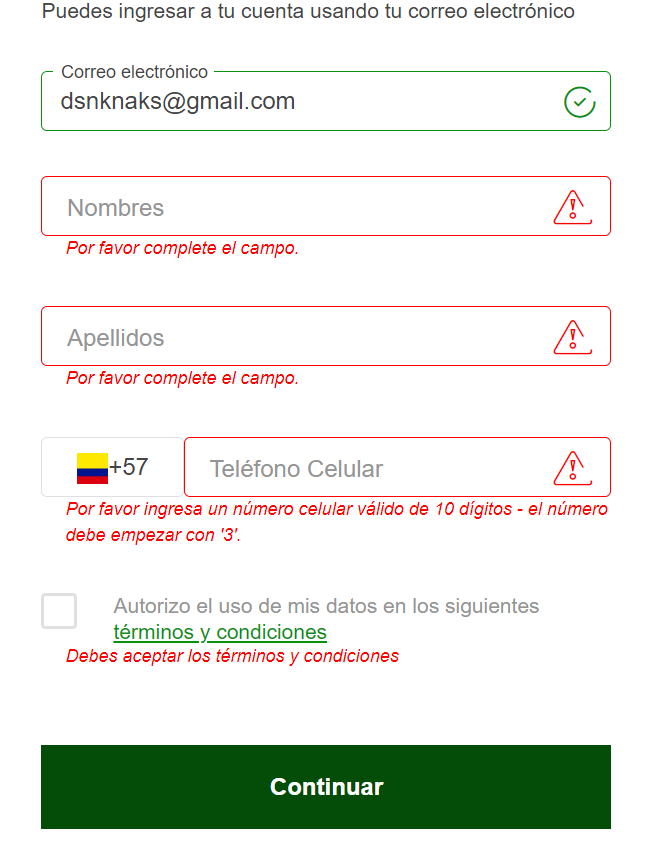 Puedes ingresar a tu cuenta usando tu correo electrónico
Correo electrónico
dsnknaks@gmail.com
Nombres
Por favor complete el campo.
Apellidos
Por favor complete el campo.
+57
Teléfono Celular
Por favor ingresa un número celular válido de 10 dígitos - el número
debe empezar con '3'.
Autorizo el uso de mis datos en los siguientes
términos y condiciones
Debes aceptar los términos y condiciones
Continuar